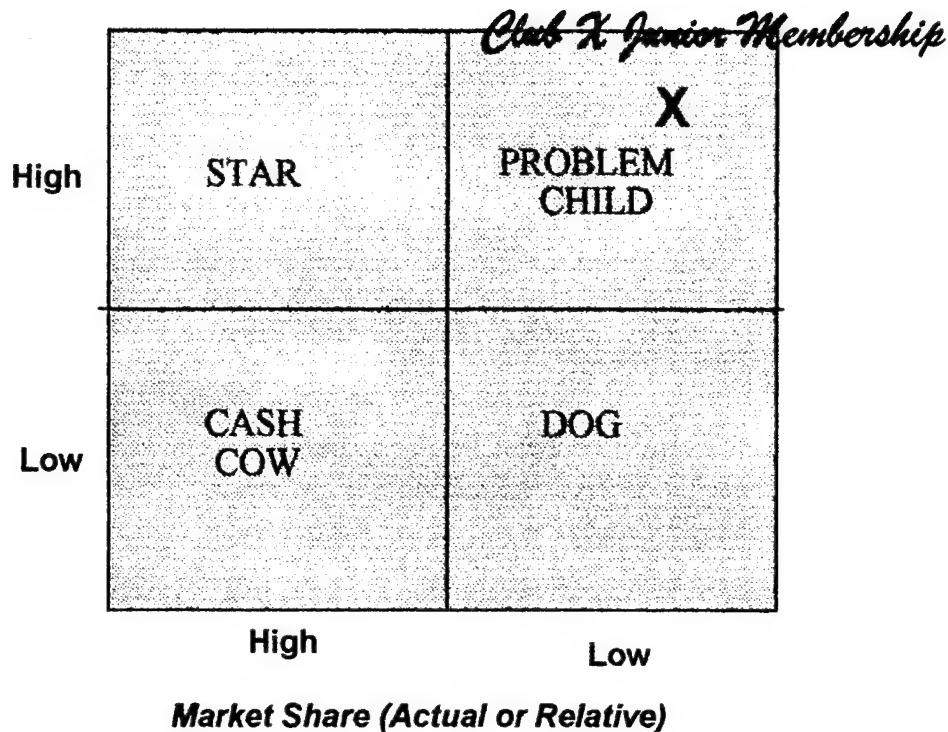 Club X Junior Membership
X
High
STAR
PROBLEM
CHILD
Low
CASH
COW
DOG
High
Low
Market Share (Actual or Relative)